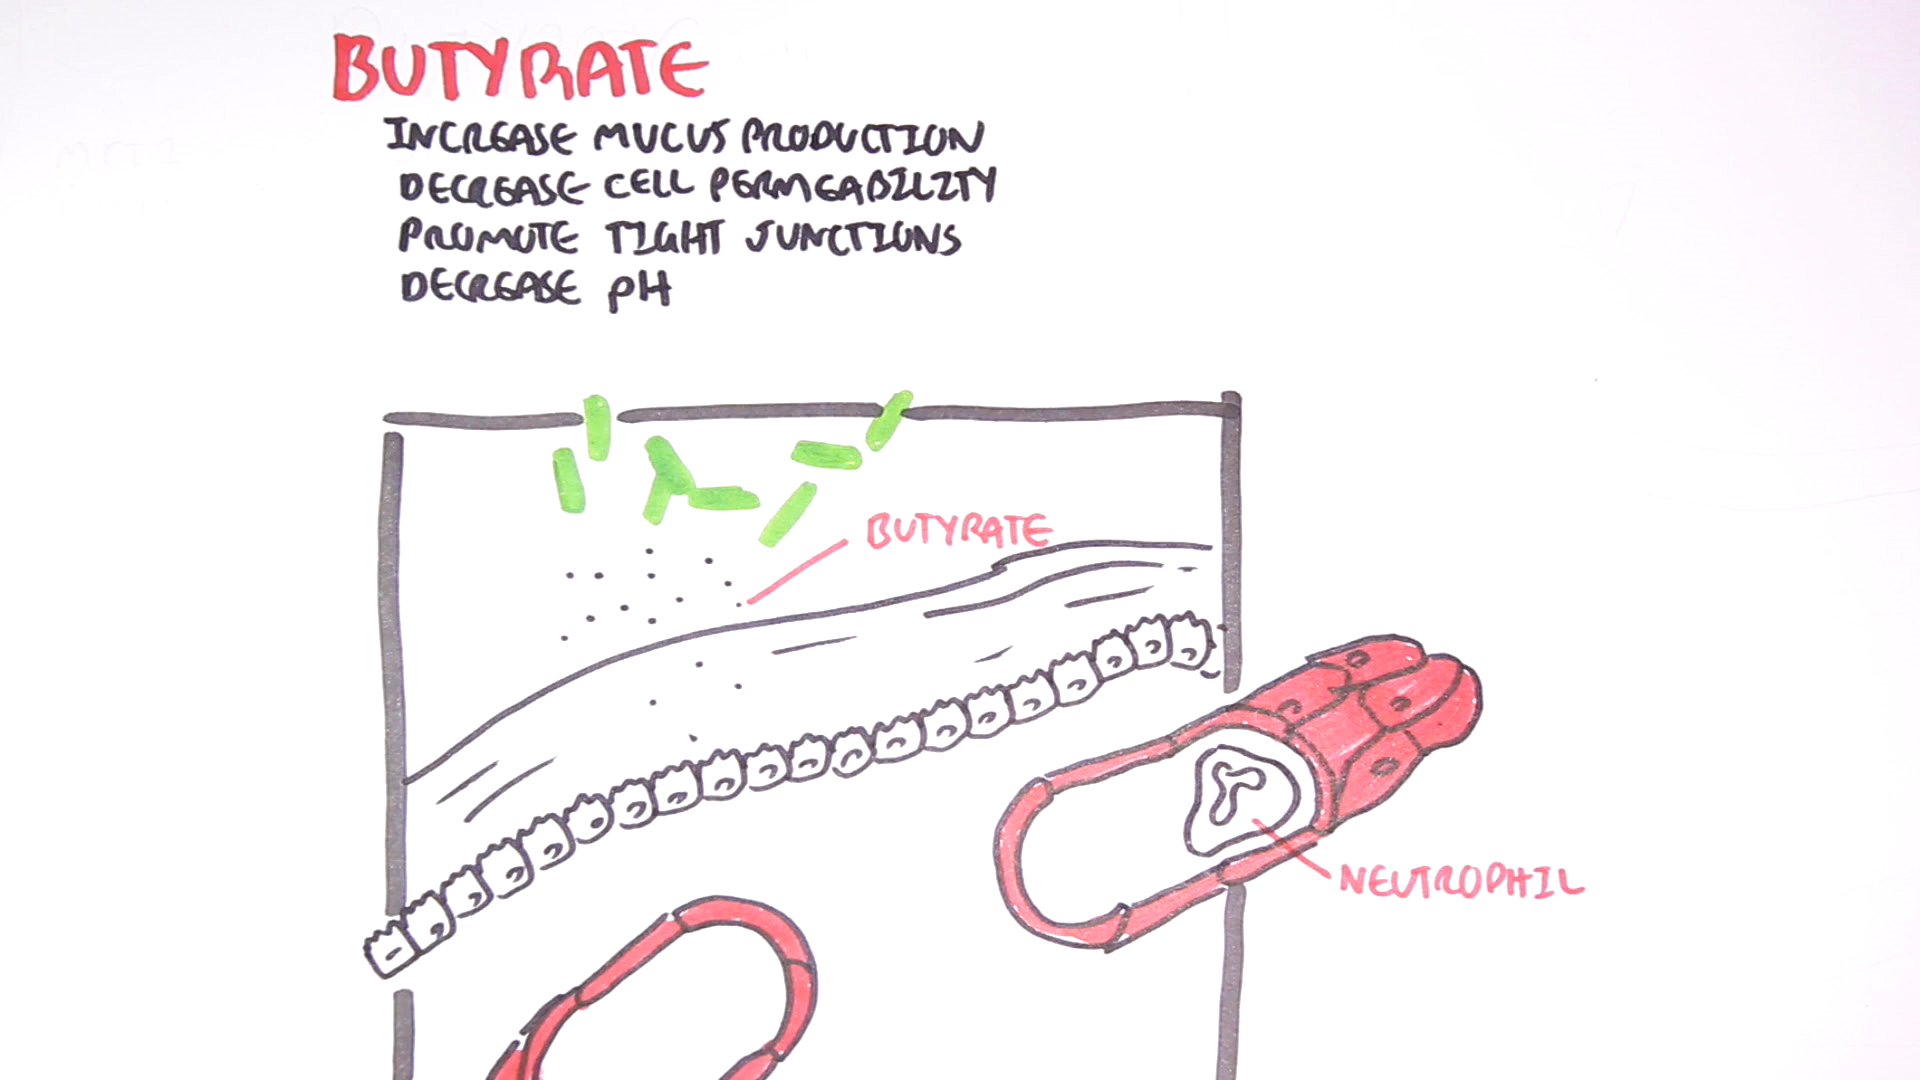 BUTYRATE
INCREASE MUCUS PRODUCTION
DECREASE CELL PERMEABILITY
PROMOTE TIGHT JUNCTIONS
DECREASE pH
BUTYRATE
NEUTROPHIL